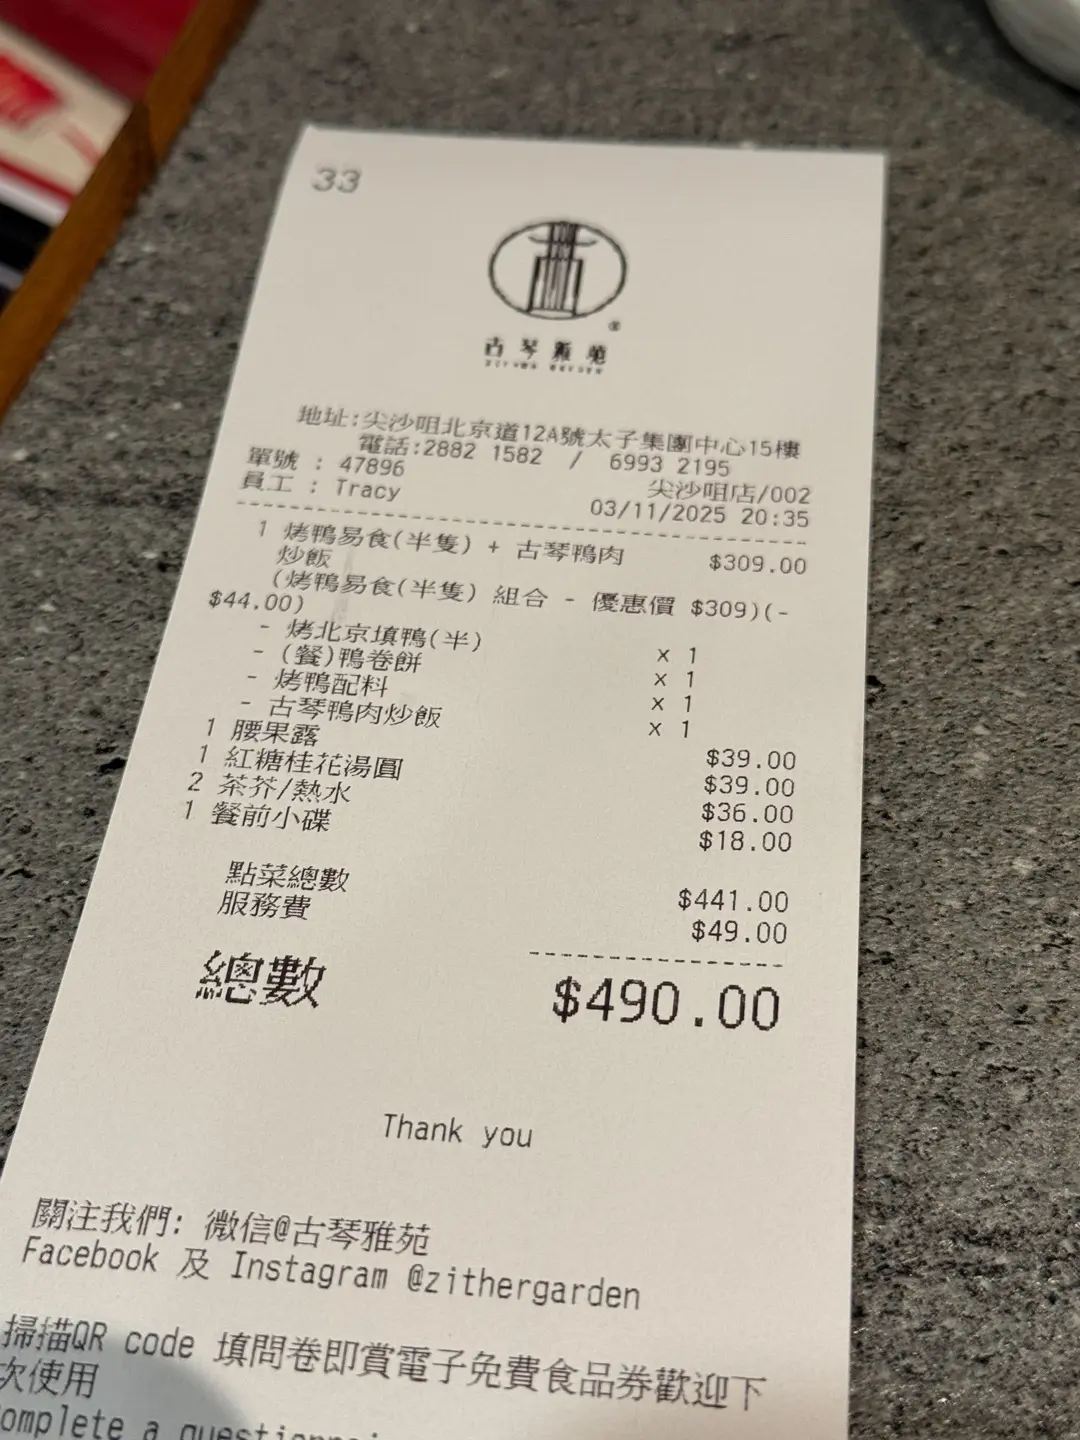 33
古琴雅苑
地址:尖沙咀北京道12A號太子集團中心15樓
電話:2882 1582 / 6993 2195
單號 : 47896
尖沙咀店/002
員工 : Tracy
03/11/2025 20:35
1 烤鴨易食(半隻) + 古琴鴨肉 $309.00
炒飯
(烤鴨易食(半隻) 組合 - 優惠價 $309)(-
$44.00)
- 烤北京填鴨(半) x 1
- (餐)鴨卷餅 x 1
- 烤鴨配料 x 1
- 古琴鴨肉炒飯 x 1
1 腰果露 $39.00
1 紅糖桂花湯圓 $39.00
2 茶芥/熱水 $36.00
1 餐前小碟 $18.00
點菜總數 $441.00
服務費 $49.00
總數 $490.00
Thank you
關注我們: 微信@古琴雅苑
Facebook 及 Instagram @zithergarden
掃描QR code 填問卷即賞電子免費食品券歡迎下
次使用
omplete a